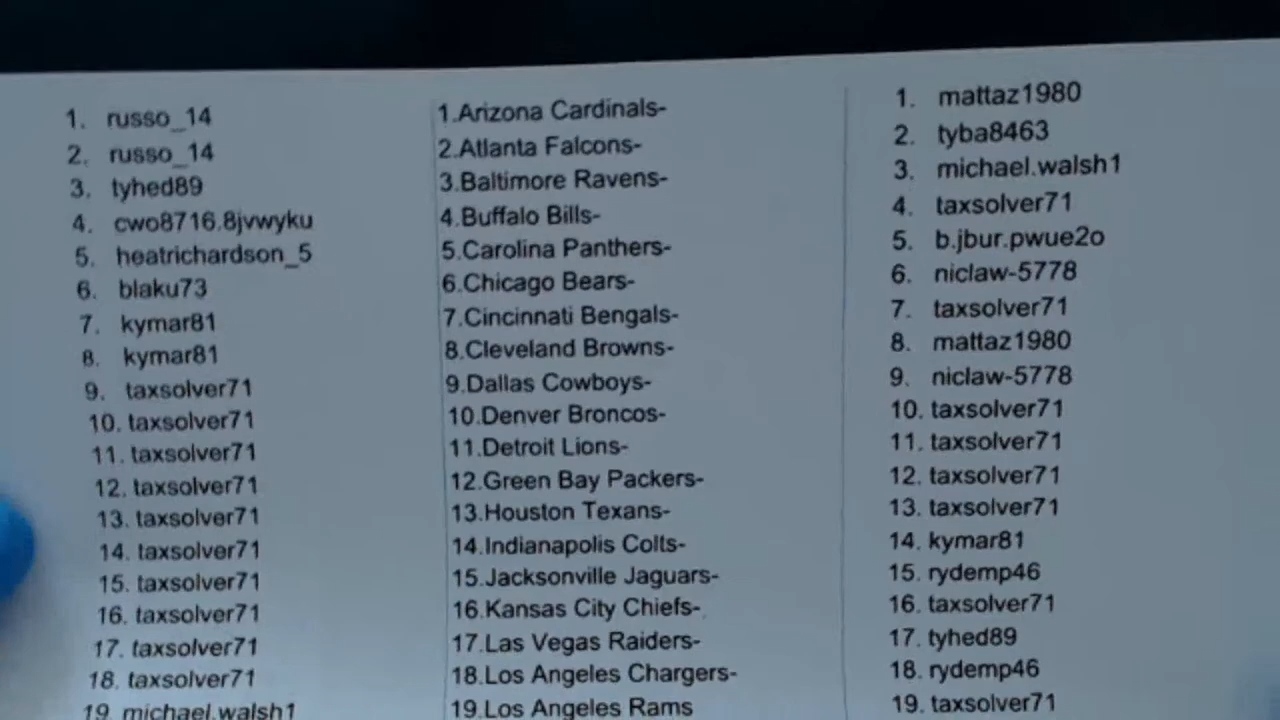 1. russo_14
2. russo_14
3. tyhed89
4. cwo8716.8jvwyku
5. heatrichardson_5
6. blaku73
7. kymar81
8. kymar81
9. taxsolver71
10. taxsolver71
11. taxsolver71
12. taxsolver71
13. taxsolver71
14. taxsolver71
15. taxsolver71
16. taxsolver71
17. taxsolver71
18. taxsolver71
19. michael.walsh1
1.Arizona Cardinals-
2.Atlanta Falcons-
3.Baltimore Ravens-
4.Buffalo Bills-
5.Carolina Panthers-
6.Chicago Bears-
7.Cincinnati Bengals-
8.Cleveland Browns-
9.Dallas Cowboys-
10.Denver Broncos-
11.Detroit Lions-
12.Green Bay Packers-
13.Houston Texans-
14.Indianapolis Colts-
15.Jacksonville Jaguars-
16.Kansas City Chiefs-
17.Las Vegas Raiders-
18.Los Angeles Chargers-
19.Los Angeles Rams
1. mattaz1980
2. tyba8463
3. michael.walsh1
4. taxsolver71
5. b.jbur.pwue2o
6. niclaw-5778
7. taxsolver71
8. mattaz1980
9. niclaw-5778
10. taxsolver71
11. taxsolver71
12. taxsolver71
13. taxsolver71
14. kymar81
15. rydemp46
16. taxsolver71
17. tyhed89
18. rydemp46
19. taxsolver71